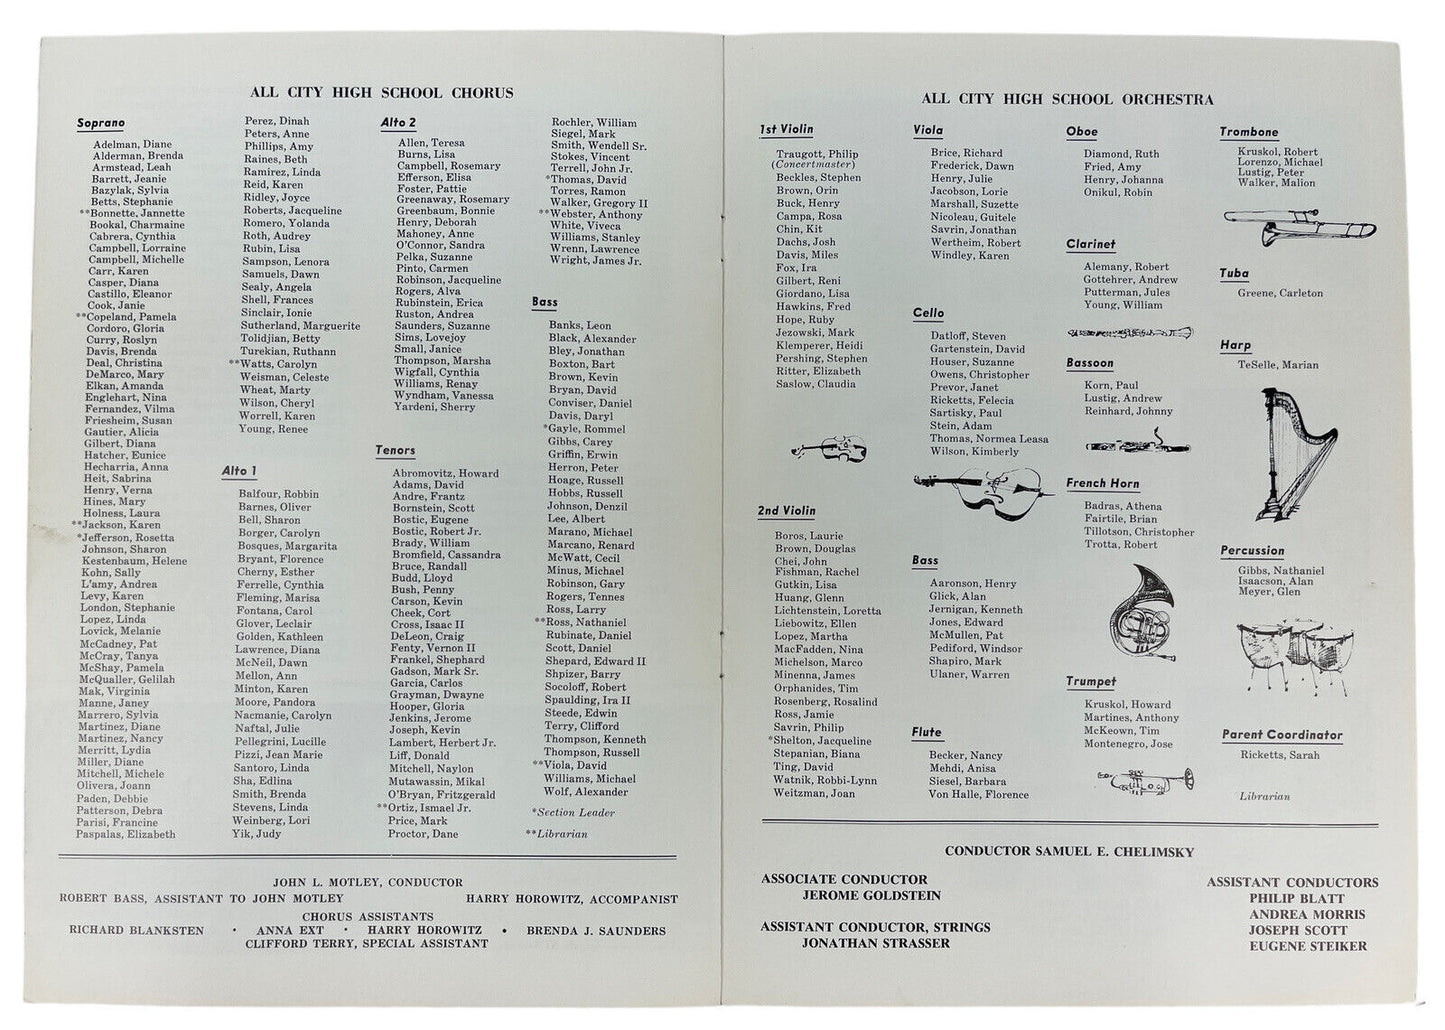 ALL CITY HIGH SCHOOL CHORUS
Soprano
Adelman, Diane
Alderman, Brenda
Armstead, Leah
Barrett, Jeanie
Bazylak, Sylvia
Betts, Stephanie
**Bonnette, Jannette
Bookal, Charmaine
Cabrera, Cynthia
Campbell, Lorraine
Campbell, Michelle
Carr, Karen
Casper, Diana
Castillo, Eleanor
Cook, Janie
**Copeland, Pamela
Cordoro, Gloria
Curry, Roslyn
Davis, Brenda
Deal, Christina
DeMarco, Mary
Elkan, Amanda
Englehart, Nina
Fernandez, Vilma
Friesheim, Susan
Gautier, Alicia
Gilbert, Diana
Hatcher, Eunice
Hecharria, Anna
Heit, Sabrina
Henry, Verna
Hines, Mary
Holness, Laura
**Jackson, Karen
*Jefferson, Rosetta
Johnson, Sharon
Kestenbaum, Helene
Kohn, Sally
L'amy, Andrea
Levy, Karen
London, Stephanie
Lopez, Linda
Lovick, Melanie
McCadney, Pat
McCray, Tanya
McShay, Pamela
McQualler, Gelilah
Mak, Virginia
Manne, Janey
Marrero, Sylvia
Martinez, Diane
Martinez, Nancy
Merritt, Lydia
Miller, Diane
Mitchell, Michele
Olivera, Joann
Paden, Debbie
Patterson, Debra
Parisi, Francine
Paspalas, Elizabeth
Perez, Dinah
Peters, Anne
Phillips, Amy
Raines, Beth
Ramirez, Linda
Reid, Karen
Ridley, Joyce
Roberts, Jacqueline
Romero, Yolanda
Roth, Audrey
Rubin, Lisa
Sampson, Lenora
Samuels, Dawn
Sealy, Angela
Shell, Frances
Sinclair, Ionie
Sutherland, Marguerite
Tolidjian, Betty
Turekian, Ruthann
**Watts, Carolyn
Weisman, Celeste
Wheat, Marty
Wilson, Cheryl
Worrell, Karen
Young, Renee
Alto 1
Balfour, Robbin
Barnes, Oliver
Bell, Sharon
Borger, Carolyn
Bosques, Margarita
Bryant, Florence
Cherny, Esther
Ferrelle, Cynthia
Fleming, Marisa
Fontana, Carol
Glover, Leclair
Golden, Kathleen
Lawrence, Diana
McNeil, Dawn
Mellon, Ann
Minton, Karen
Moore, Pandora
Nacmanie, Carolyn
Naftal, Julie
Pellegrini, Lucille
Pizzi, Jean Marie
Santoro, Linda
Sha, Edlina
Smith, Brenda
Stevens, Linda
Weinberg, Lori
Yik, Judy
Alto 2
Allen, Teresa
Burns, Lisa
Campbell, Rosemary
Efferson, Elisa
Foster, Pattie
Greenaway, Rosemary
Greenbaum, Bonnie
Henry, Deborah
Mahoney, Anne
O'Connor, Sandra
Pelka, Suzanne
Pinto, Carmen
Robinson, Jacqueline
Rogers, Alva
Rubinstein, Erica
Ruston, Andrea
Saunders, Suzanne
Sims, Lovejoy
Small, Janice
Thompson, Marsha
Wigfall, Cynthia
Williams, Renay
Wyndham, Vanessa
Yardeni, Sherry
Tenors
Abromovitz, Howard
Adams, David
Andre, Frantz
Bornstein, Scott
Bostic, Eugene
Bostic, Robert Jr.
Brady, William
Bromfield, Cassandra
Bruce, Randall
Budd, Lloyd
Bush, Penny
Carson, Kevin
Cheek, Cort
Cross, Isaac II
DeLeon, Craig
Fenty, Vernon II
Frankel, Shephard
Gadson, Mark Sr.
Garcia, Carlos
Grayman, Dwayne
Hooper, Gloria
Jenkins, Jerome
Joseph, Kevin
Lambert, Herbert Jr.
Liff, Donald
Mitchell, Naylon
Mutawassin, Mikal
O'Bryan, Fritzgerald
**Ortiz, Ismael Jr.
Price, Mark
Proctor, Dane
Rochler, William
Siegel, Mark
Smith, Wendell Sr.
Stokes, Vincent
Terrell, John Jr.
*Thomas, David
Torres, Ramon
Walker, Gregory II
**Webster, Anthony
White, Viveca
Williams, Stanley
Wrenn, Lawrence
Wright, James Jr.
Bass
Banks, Leon
Black, Alexander
Bley, Jonathan
Boxton, Bart
Brown, Kevin
Bryan, David
Conviser, Daniel
Davis, Daryl
*Gayle, Rommel
Gibbs, Carey
Griffin, Erwin
Herron, Peter
Hoage, Russell
Hobbs, Russell
Johnson, Denzil
Lee, Albert
Marano, Michael
Marcano, Renard
McWatt, Cecil
Minus, Michael
Robinson, Gary
Rogers, Tennes
Ross, Larry
**Ross, Nathaniel
Rubinate, Daniel
Scott, Daniel
Shepard, Edward II
Shpizer, Barry
Socoloff, Robert
Spaulding, Ira II
Steede, Edwin
Terry, Clifford
Thompson, Kenneth
Thompson, Russell
**Viola, David
Williams, Michael
Wolf, Alexander
*Section Leader
**Librarian
JOHN L. MOTLEY, CONDUCTOR
ROBERT BASS, ASSISTANT TO JOHN MOTLEY HARRY HOROWITZ, ACCOMPANIST
CHORUS ASSISTANTS
RICHARD BLANKSTEN • ANNA EXT • HARRY HOROWITZ • BRENDA J. SAUNDERS
CLIFFORD TERRY, SPECIAL ASSISTANT
ALL CITY HIGH SCHOOL ORCHESTRA
1st Violin
Traugott, Philip
(Concertmaster)
Beckles, Stephen
Brown, Orin
Buck, Henry
Campa, Rosa
Chin, Kit
Dachs, Josh
Davis, Miles
Fox, Ira
Gilbert, Reni
Giordano, Lisa
Hawkins, Fred
Hope, Ruby
Jezowski, Mark
Klemperer, Heidi
Pershing, Stephen
Ritter, Elizabeth
Saslow, Claudia
2nd Violin
Boros, Laurie
Brown, Douglas
Chei, John
Fishman, Rachel
Gutkin, Lisa
Huang, Glenn
Lichtenstein, Loretta
Liebowitz, Ellen
Lopez, Martha
MacFadden, Nina
Michelson, Marco
Minenna, James
Orphanides, Tim
Rosenberg, Rosalind
Ross, Jamie
Savrin, Philip
*Shelton, Jacqueline
Stepanian, Biana
Ting, David
Watnik, Robbi-Lynn
Weitzman, Joan
Viola
Brice, Richard
Frederick, Dawn
Henry, Julie
Jacobson, Lorie
Marshall, Suzette
Nicoleau, Guitele
Savrin, Jonathan
Wertheim, Robert
Windley, Karen
Cello
Datloff, Steven
Gartenstein, David
Houser, Suzanne
Owens, Christopher
Prevor, Janet
Ricketts, Felecia
Sartisky, Paul
Stein, Adam
Thomas, Normea Leasa
Wilson, Kimberly
Bass
Aaronson, Henry
Glick, Alan
Jernigan, Kenneth
Jones, Edward
McMullen, Pat
Pediford, Windsor
Shapiro, Mark
Ulaner, Warren
Flute
Becker, Nancy
Mehdi, Anisa
Siesel, Barbara
Von Halle, Florence
Oboe
Diamond, Ruth
Fried, Amy
Henry, Johanna
Onikul, Robin
Clarinet
Alemany, Robert
Gottehrer, Andrew
Putterman, Jules
Young, William
Bassoon
Korn, Paul
Lustig, Andrew
Reinhard, Johnny
French Horn
Badras, Athena
Fairtile, Brian
Tillotson, Christopher
Trotta, Robert
Trumpet
Kruskol, Howard
Martines, Anthony
McKeown, Tim
Montenegro, Jose
Trombone
Kruskol, Robert
Lorenzo, Michael
Lustig, Peter
Walker, Malion
Tuba
Greene, Carleton
Harp
TeSelle, Marian
Percussion
Gibbs, Nathaniel
Isaacson, Alan
Meyer, Glen
Parent Coordinator
Ricketts, Sarah
Librarian
CONDUCTOR SAMUEL E. CHELIMSKY
ASSOCIATE CONDUCTOR
JEROME GOLDSTEIN
ASSISTANT CONDUCTOR, STRINGS
JONATHAN STRASSER
ASSISTANT CONDUCTORS
PHILIP BLATT
ANDREA MORRIS
JOSEPH SCOTT
EUGENE STEIKER